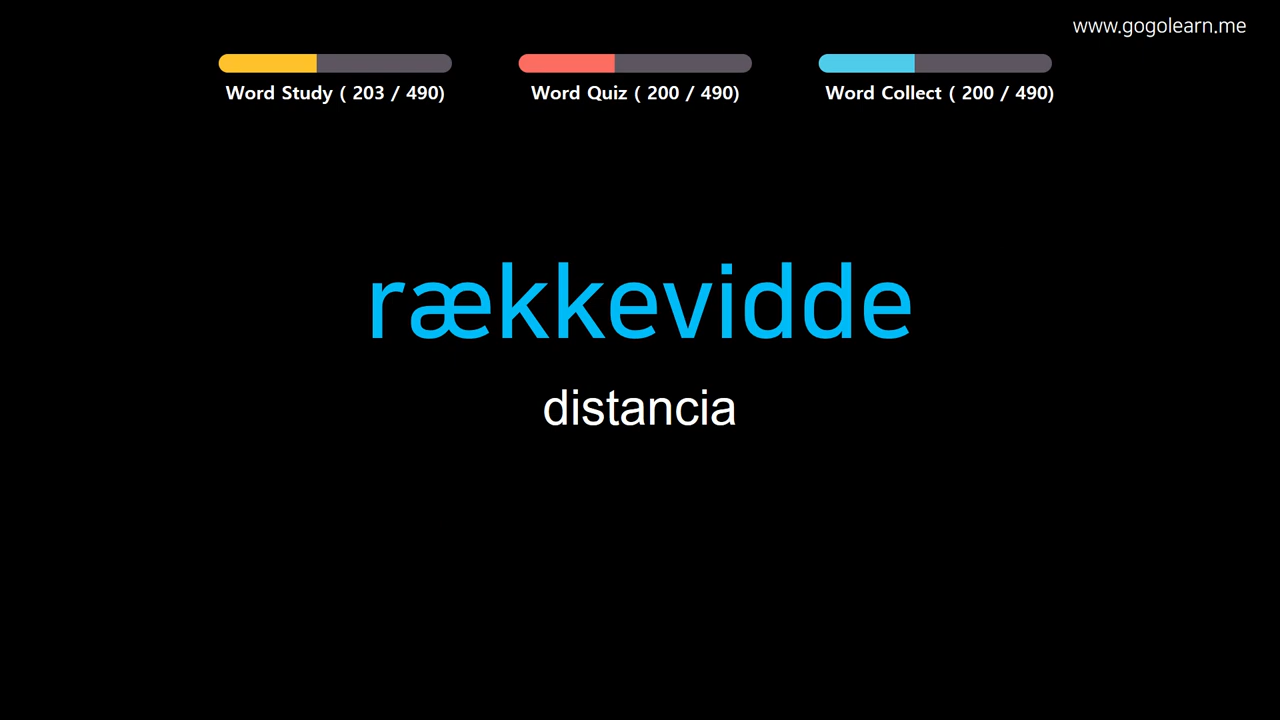 www.gogolearn.me
Word Study ( 203 / 490)
Word Quiz ( 200 / 490)
Word Collect ( 200 / 490)
rækkevidde
distancia